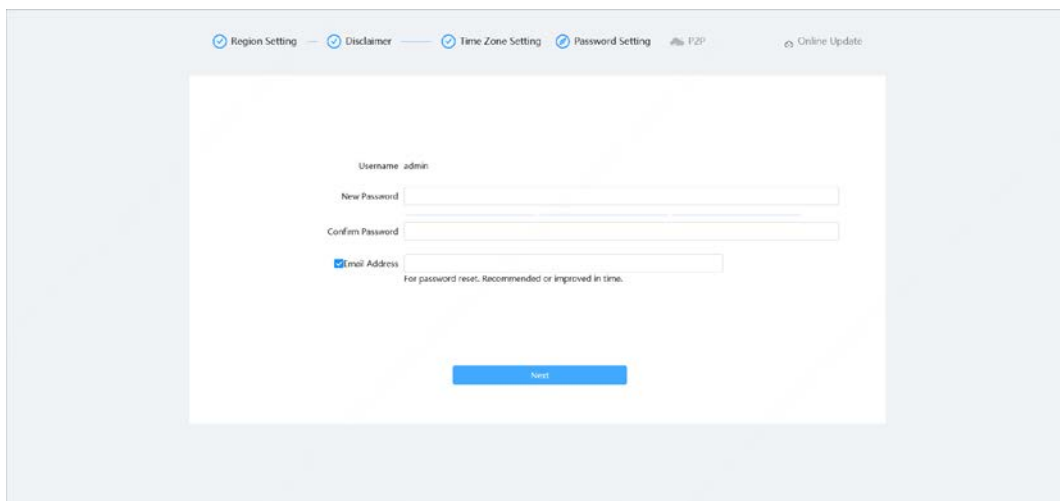 Region Setting Disclaimer Time Zone Setting Password Setting P2P Online Update
Username admin
New Password
Confirm Password
Email Address
For password reset. Recommended or improved in time.
Next